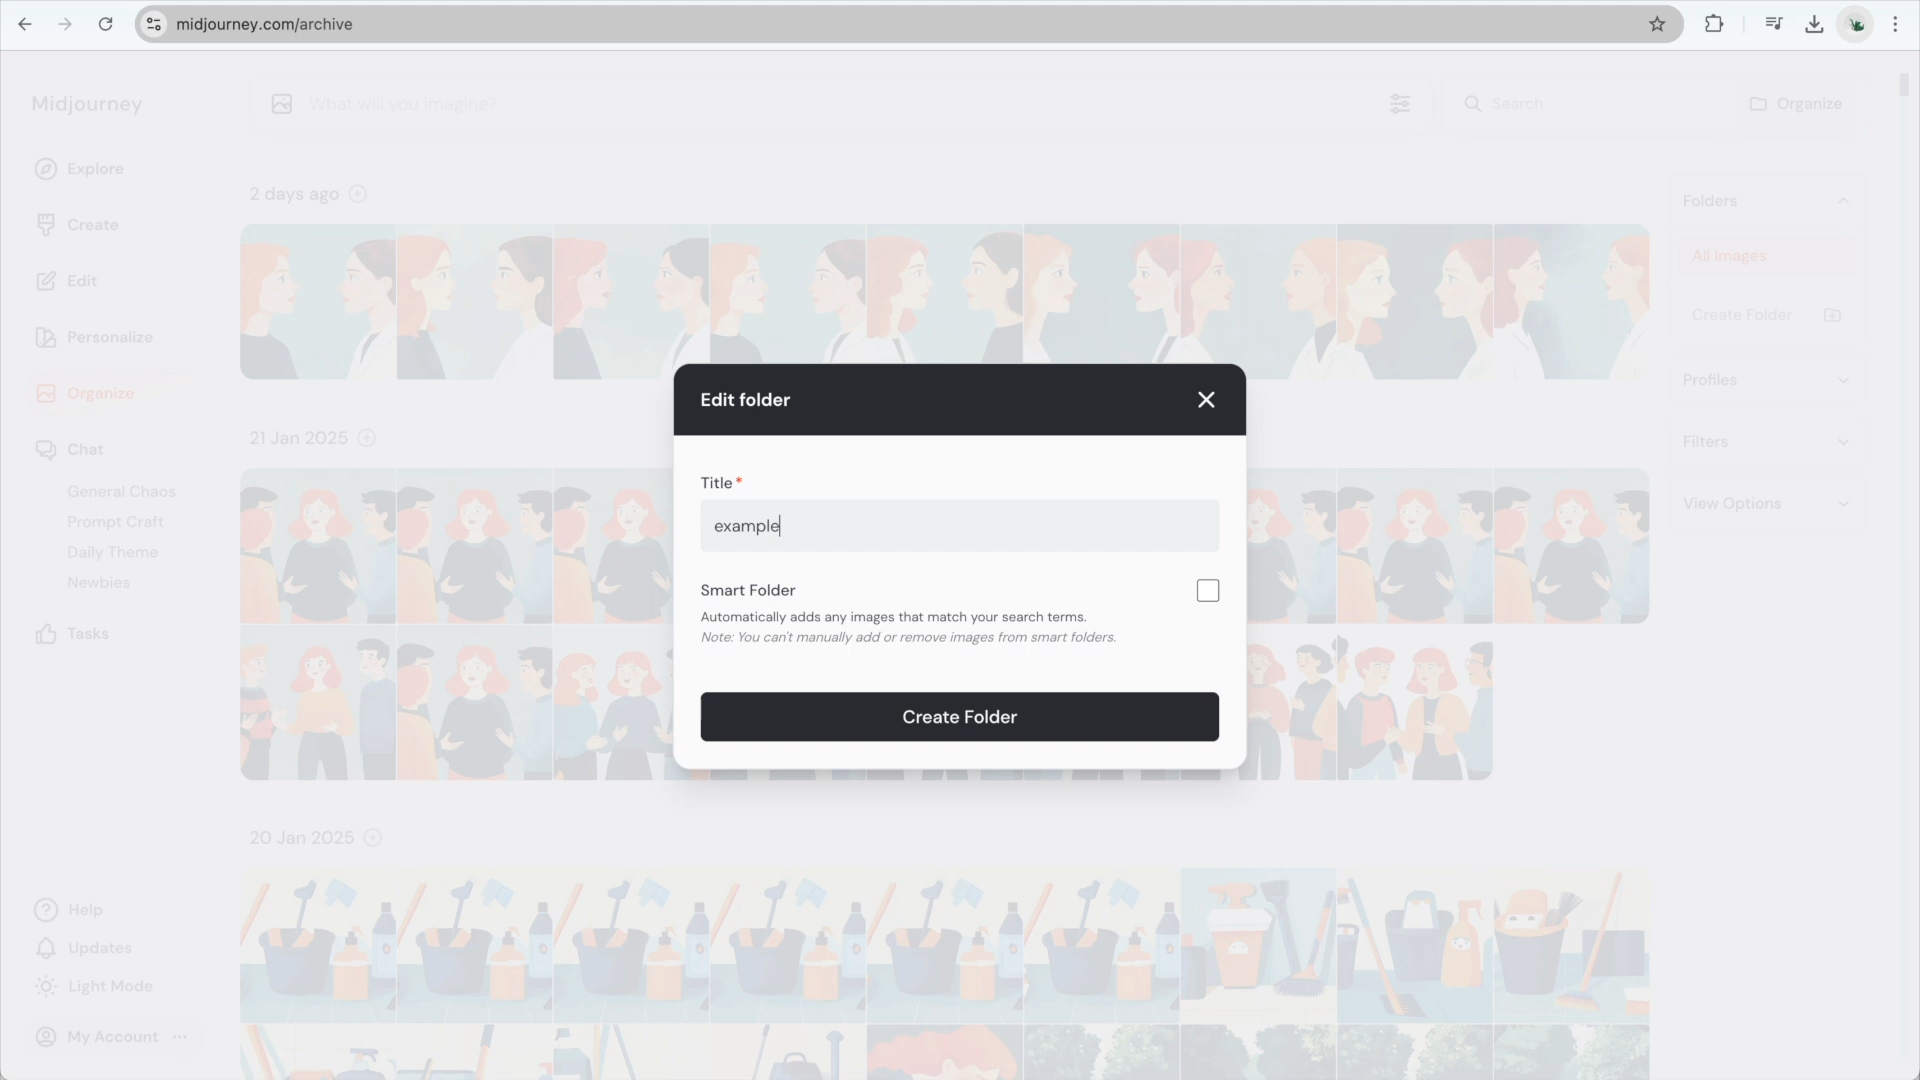 midjourney.com/archive
Midjourney
What will you imagine?
Search
Organize
Explore
Create
Edit
Personalize
Organize
Chat
General Chaos
Prompt Craft
Daily Theme
Newbies
Tasks
Help
Updates
Light Mode
My Account
2 days ago
21 Jan 2025
20 Jan 2025
Folders
All Images
Create Folder
Profiles
Filters
View Options
Edit folder
Title *
example
Smart Folder
Automatically adds any images that match your search terms.
Note: You can't manually add or remove images from smart folders.
Create Folder